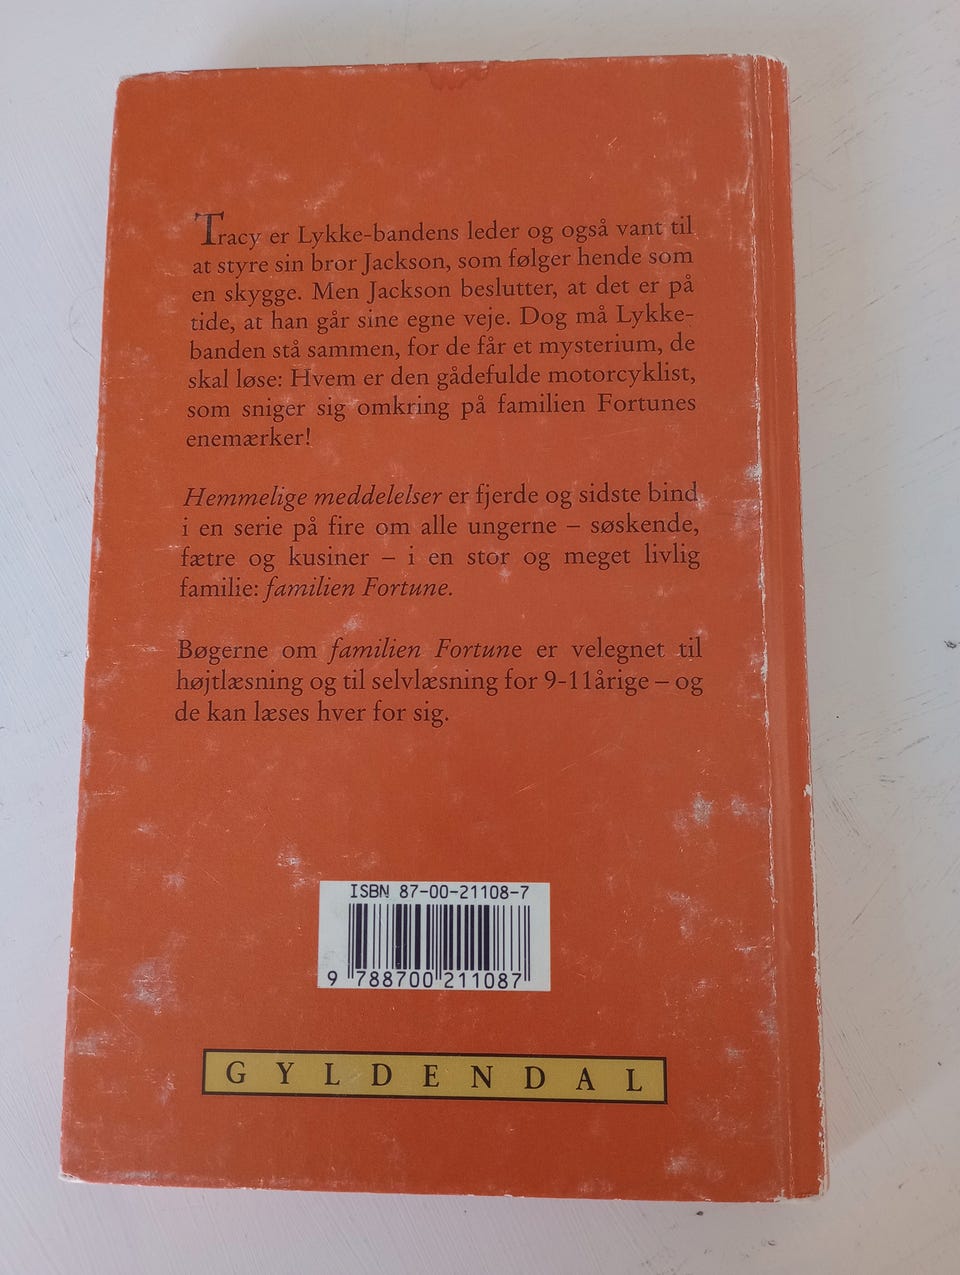 Tracy er Lykke-bandens leder og også vant til
at styre sin bror Jackson, som følger hende som
en skygge. Men Jackson beslutter, at det er på
tide, at han går sine egne veje. Dog må Lykke-
banden stå sammen, for de får et mysterium, de
skal løse: Hvem er den gådefulde motorcyklist,
som sniger sig omkring på familien Fortunes
enemærker!
Hemmelige meddelelser er fjerde og sidste bind
i en serie på fire om alle ungerne – søskende,
fætre og kusiner – i en stor og meget livlig
familie: familien Fortune.
Bøgerne om familien Fortune er velegnet til
højtlæsning og til selvlæsning for 9-11årige – og
de kan læses hver for sig.
ISBN 87-00-21108-7
9 788700 211087
GYLDENDAL